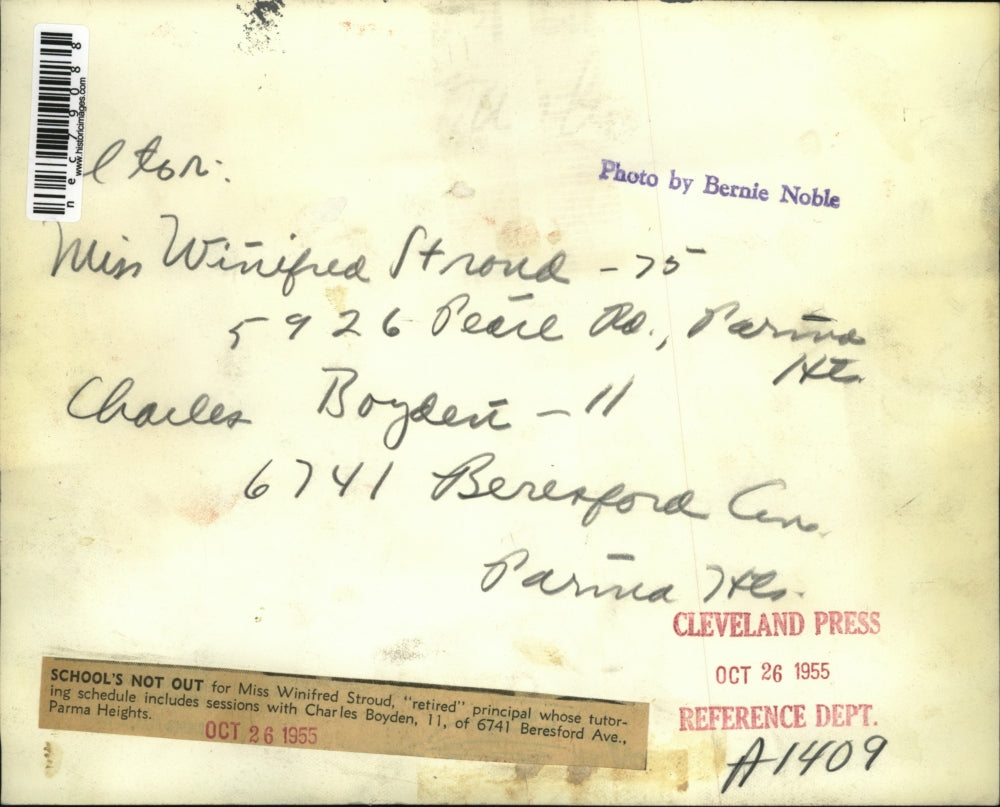 nec79088
www.historicimages.com
l to r.
Photo by Bernie Noble
Miss Winifred Stroud - 75
5926 Pearl Rd., Parma
Hts.
Charles Boyden - 11
6741 Beresford Ave.
Parma Hts.
CLEVELAND PRESS
OCT 26 1955
REFERENCE DEPT.
A1409
SCHOOL'S NOT OUT for Miss Winifred Stroud, "retired" principal whose tutor-
ing schedule includes sessions with Charles Boyden, 11, of 6741 Beresford Ave.,
Parma Heights.
OCT 26 1955